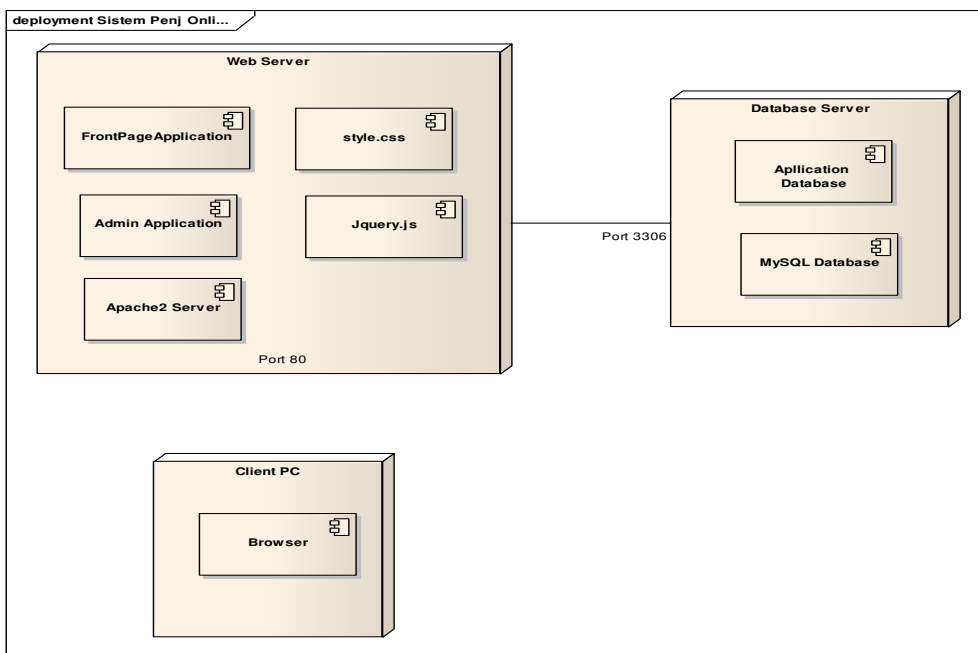 deployment Sistem Penj Onli...
Web Server
FrontPageApplication
style.css
Admin Application
Jquery.js
Apache2 Server
Port 80
Port 3306
Database Server
Apllication
Database
MySQL Database
Client PC
Browser